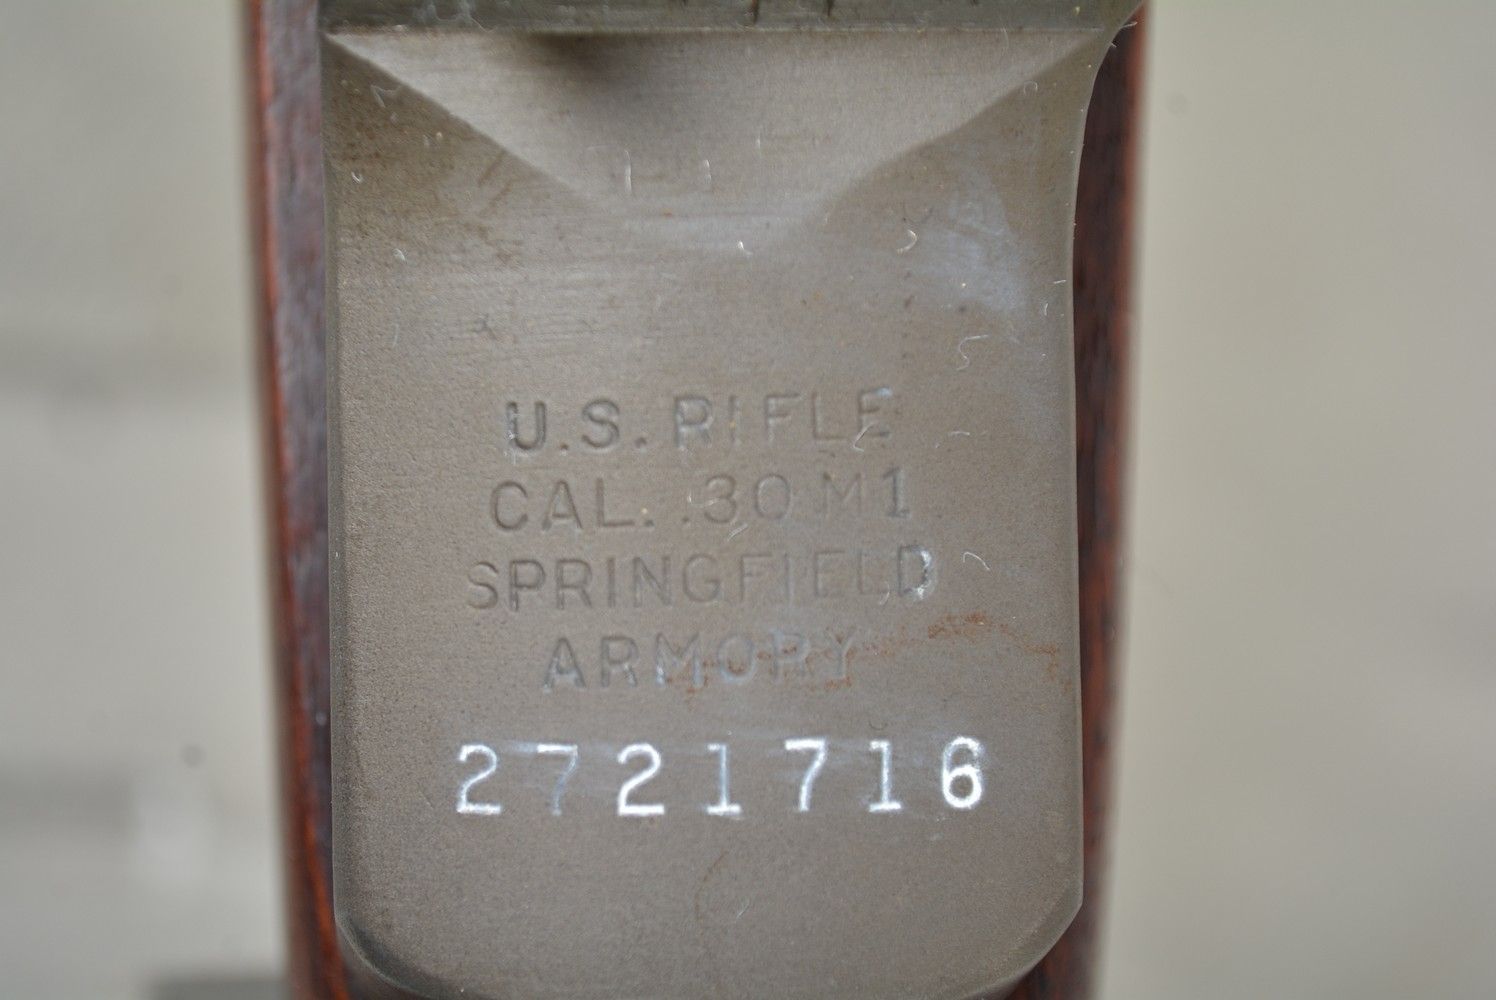 U.S. RIFLE
CAL. .30 M1
SPRINGFIELD
ARMORY
2721716